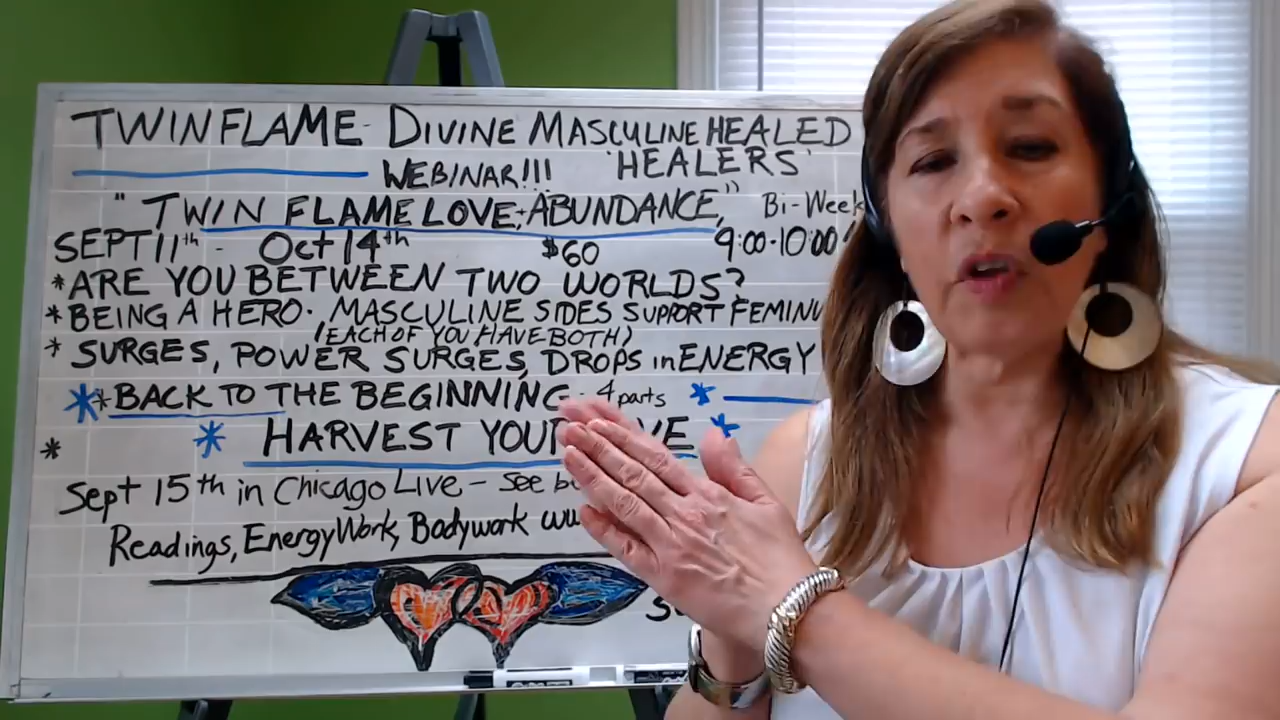 TWINFLAME- DIVINE MASCULINE HEALED
WEBINAR!!! 'HEALERS'
"TWIN FLAME LOVE + ABUNDANCE," Bi-Week
SEPT 11th - Oct 14th $60 9:00-10:00
*ARE YOU BETWEEN TWO WORLDS?
*BEING A HERO. MASCULINE SIDES SUPPORT FEMININ
(EACH OF YOU HAVE BOTH)
* SURGES, POWER SURGES, DROPS in ENERGY
** BACK TO THE BEGINNING - 4 parts *
* * HARVEST YOUR *
Sept 15th in Chicago Live - See
Readings, EnergyWork, Bodywork